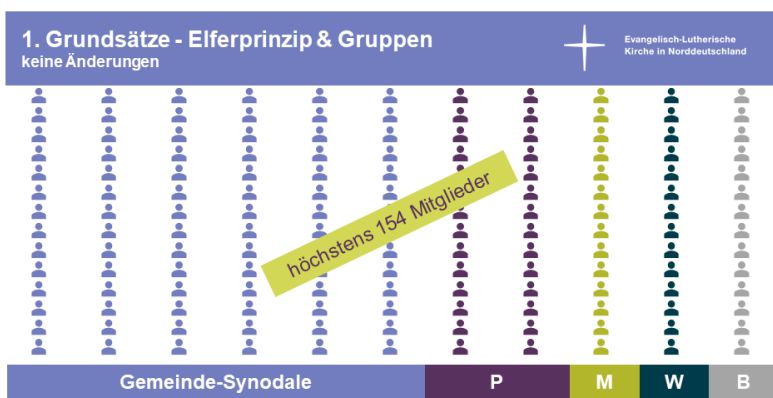 1. Grundsätze - Elferprinzip & Gruppen
keine Änderungen
Evangelisch-Lutherische
Kirche in Norddeutschland
höchstens 154 Mitglieder
Gemeinde-Synodale
P
M
W
B